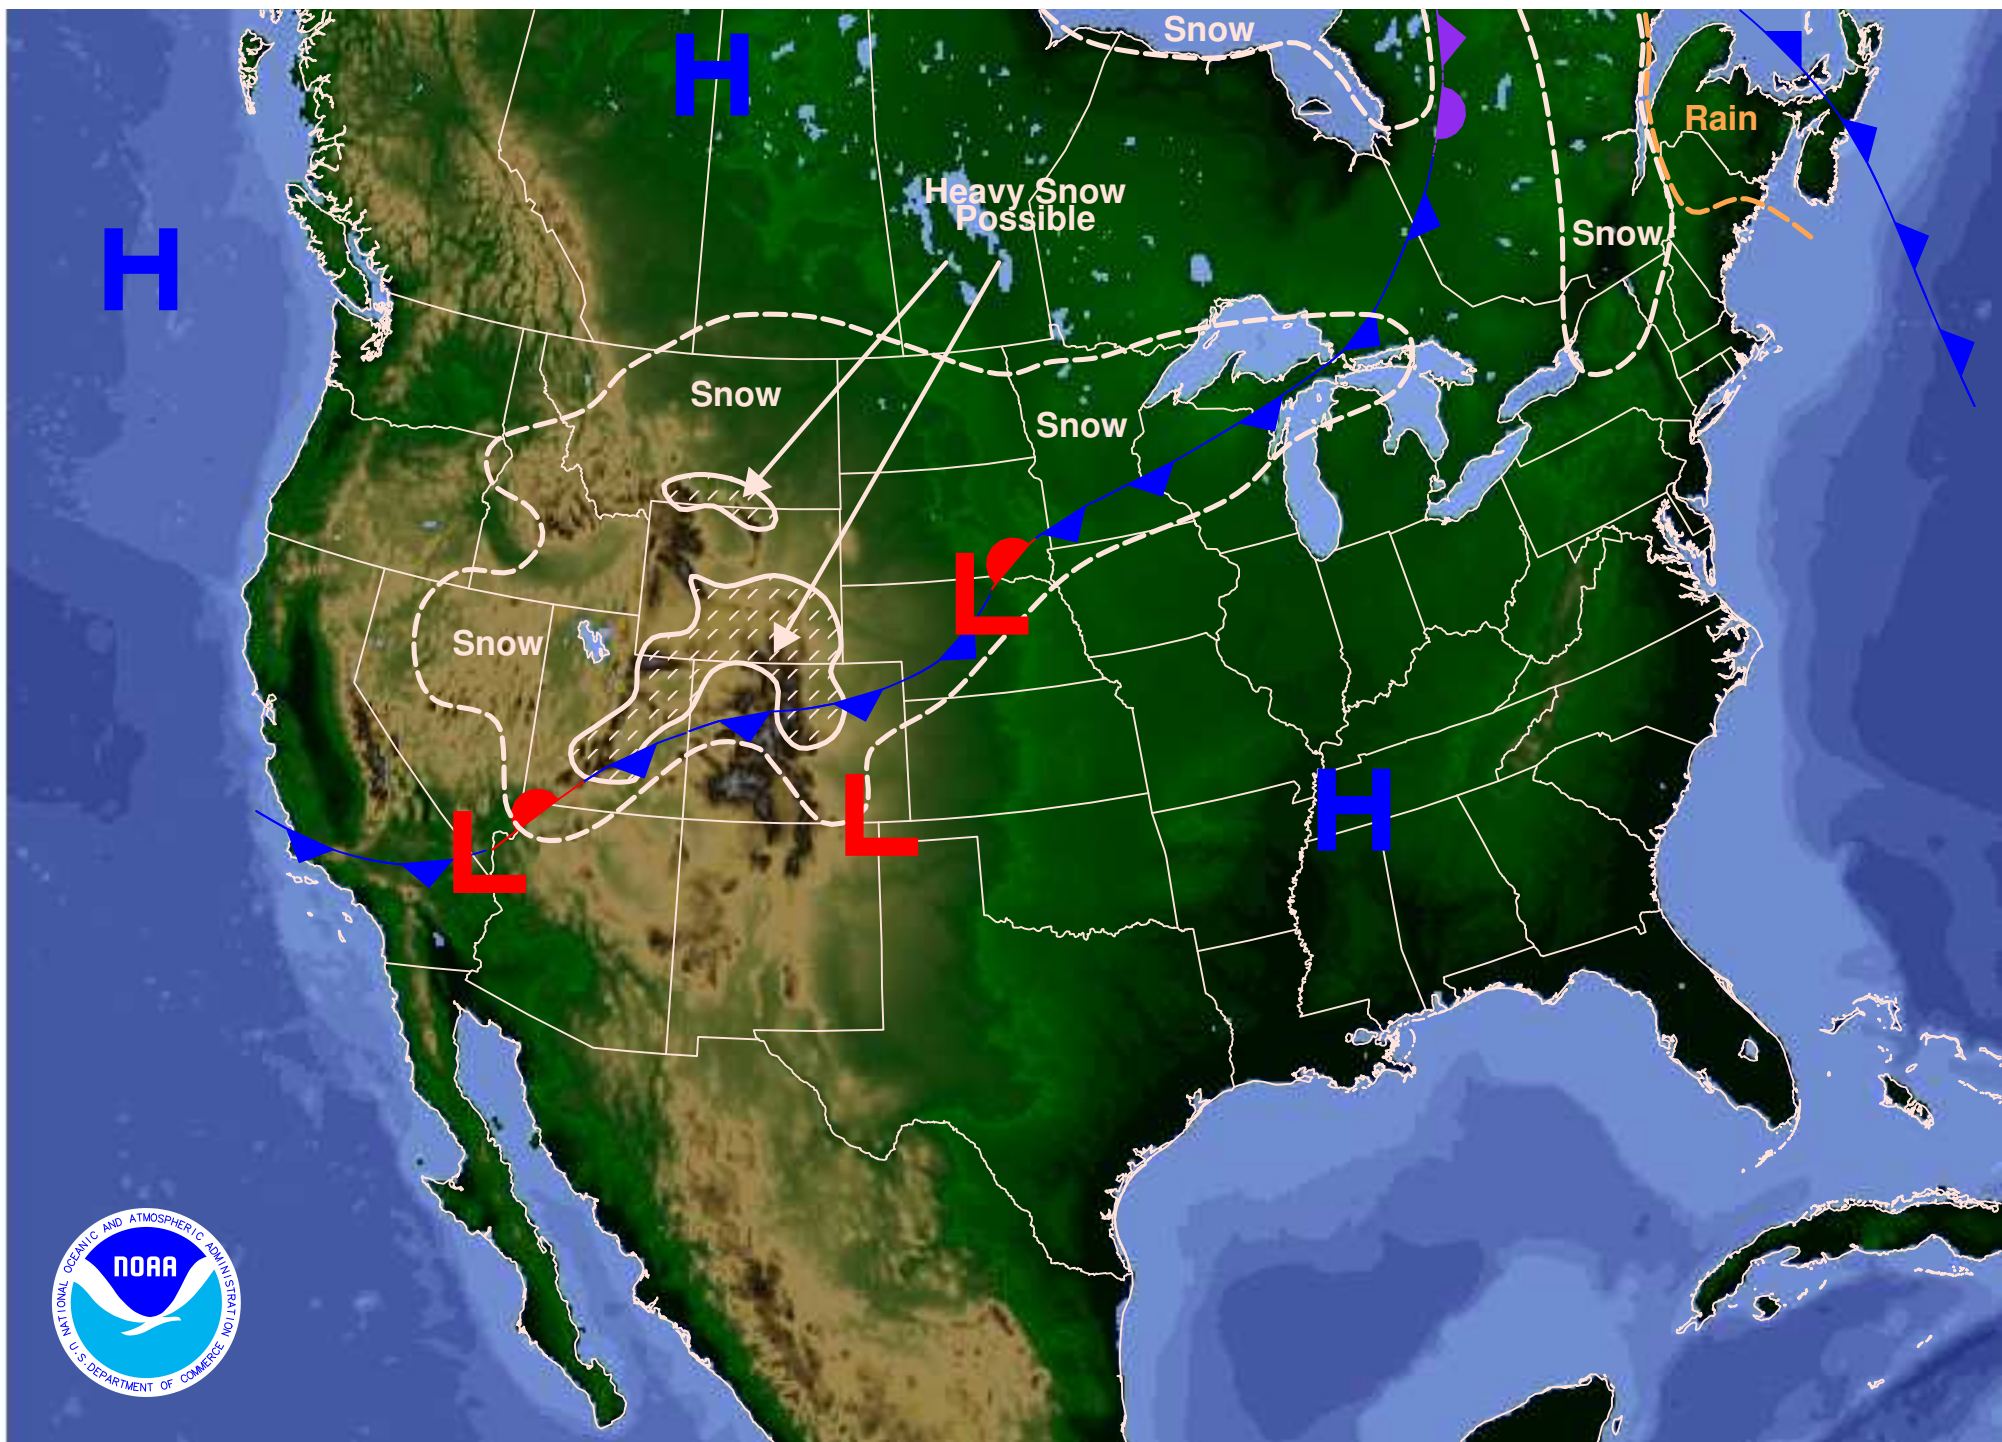 Snow
H
Rain
Heavy Snow
Possible
Snow
H
Snow
Snow
L
Snow
H
L
L
NATIONAL OCEANIC AND ATMOSPHERIC ADMINISTRATION
NOAA
U.S. DEPARTMENT OF COMMERCE